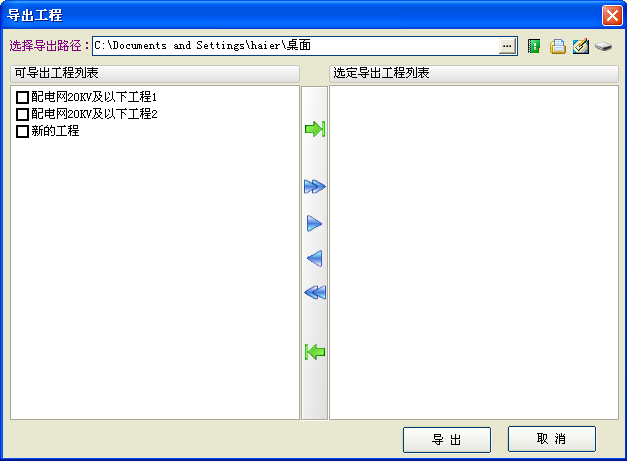 导出工程
选择导出路径： C:\Documents and Settings\haier\桌面 ...
可导出工程列表
选定导出工程列表
配电网20KV及以下工程1
配电网20KV及以下工程2
新的工程
导 出
取 消